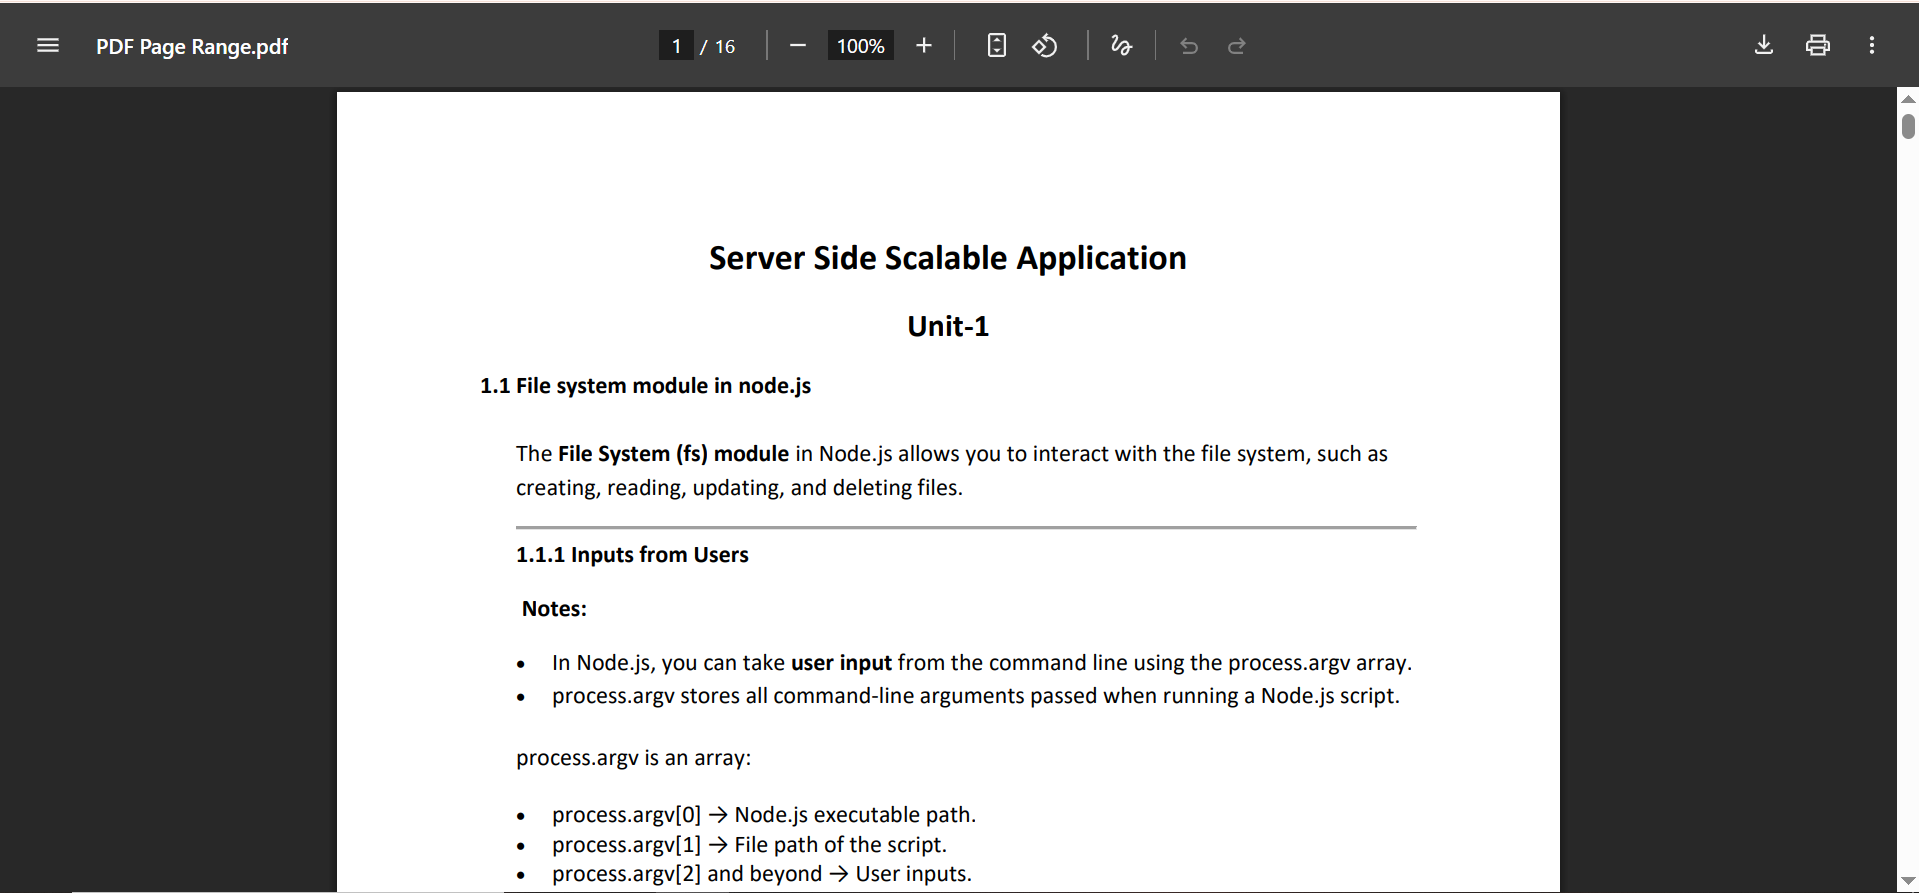 PDF Page Range.pdf
1 / 16
100%
Server Side Scalable Application
Unit-1
1.1 File system module in node.js
The File System (fs) module in Node.js allows you to interact with the file system, such as
creating, reading, updating, and deleting files.
1.1.1 Inputs from Users
Notes:
• In Node.js, you can take user input from the command line using the process.argv array.
• process.argv stores all command-line arguments passed when running a Node.js script.
process.argv is an array:
• process.argv[0] → Node.js executable path.
• process.argv[1] → File path of the script.
• process.argv[2] and beyond → User inputs.